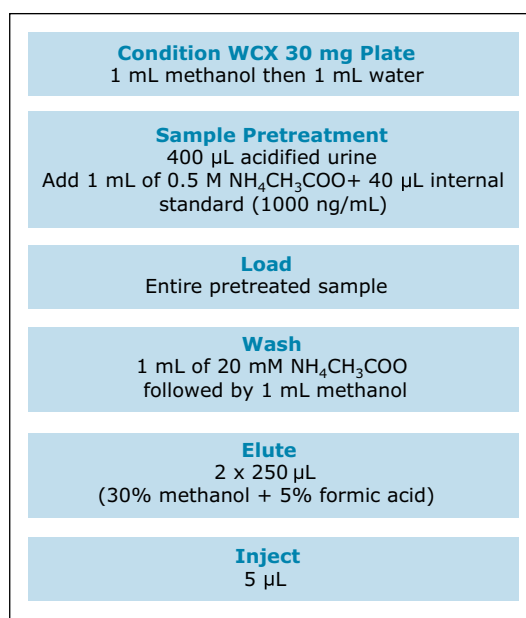 Condition WCX 30 mg Plate
1 mL methanol then 1 mL water
Sample Pretreatment
400 µL acidified urine
Add 1 mL of 0.5 M NH₄CH₃COO+ 40 µL internal
standard (1000 ng/mL)
Load
Entire pretreated sample
Wash
1 mL of 20 mM NH₄CH₃COO
followed by 1 mL methanol
Elute
2 x 250 µL
(30% methanol + 5% formic acid)
Inject
5 µL